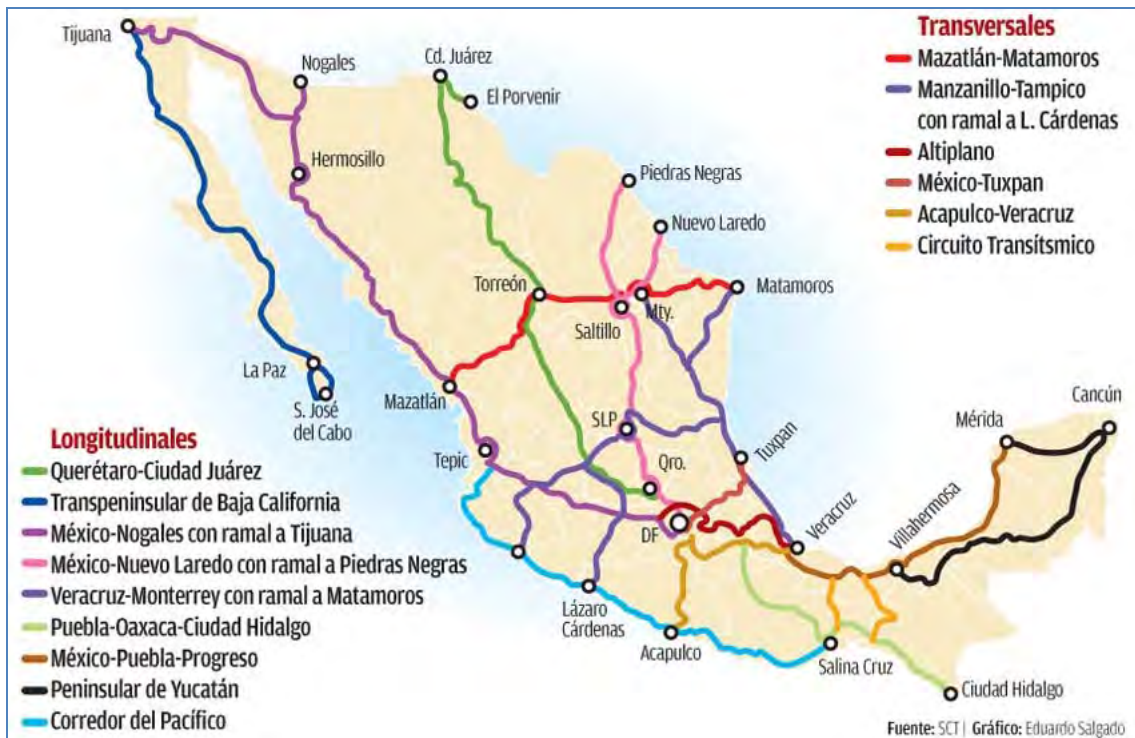 Transversales
Mazatlán-Matamoros
Manzanillo-Tampico
con ramal a L. Cárdenas
Altiplano
México-Tuxpan
Acapulco-Veracruz
Circuito Transítsmico
Tijuana
Nogales
Cd. Juárez
El Porvenir
Hermosillo
Piedras Negras
Nuevo Laredo
Torreón
Saltillo
Mty.
Matamoros
La Paz
S. José
del Cabo
Mazatlán
SLP
Tepic
Qro.
Tuxpan
DF
Veracruz
Villahermosa
Mérida
Cancún
Lázaro
Cárdenas
Acapulco
Salina Cruz
Ciudad Hidalgo
Longitudinales
Querétaro-Ciudad Juárez
Transpeninsular de Baja California
México-Nogales con ramal a Tijuana
México-Nuevo Laredo con ramal a Piedras Negras
Veracruz-Monterrey con ramal a Matamoros
Puebla-Oaxaca-Ciudad Hidalgo
México-Puebla-Progreso
Peninsular de Yucatán
Corredor del Pacífico
Fuente: SCT | Gráfico: Eduardo Salgado